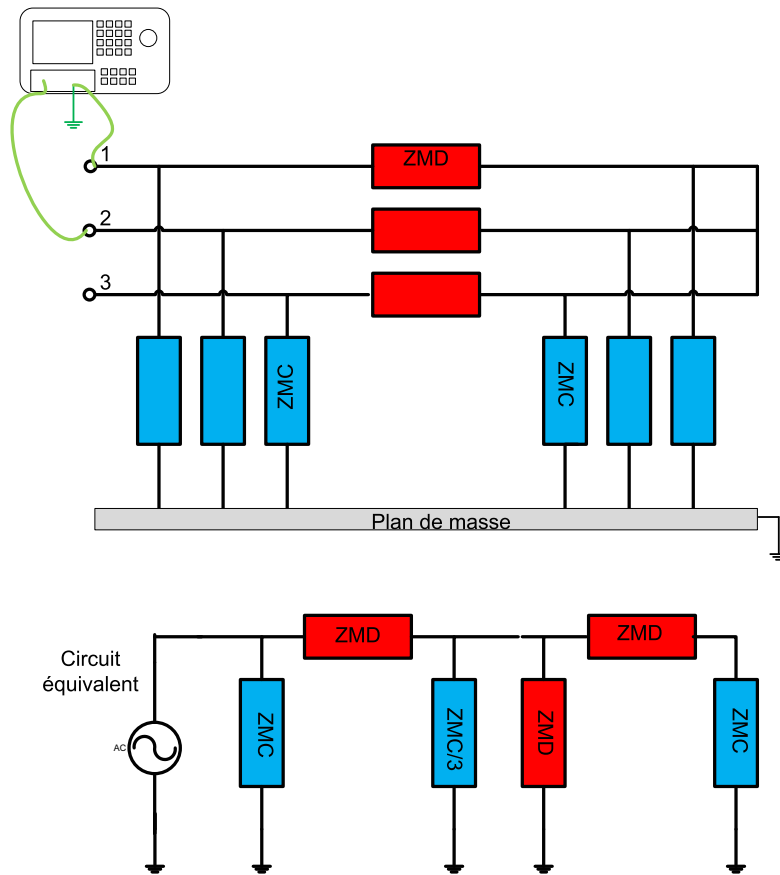 1
ZMD
2
3
ZMC
ZMC
Plan de masse
ZMD
ZMD
Circuit
équivalent
AC
ZMC
ZMC/3
ZMD
ZMC